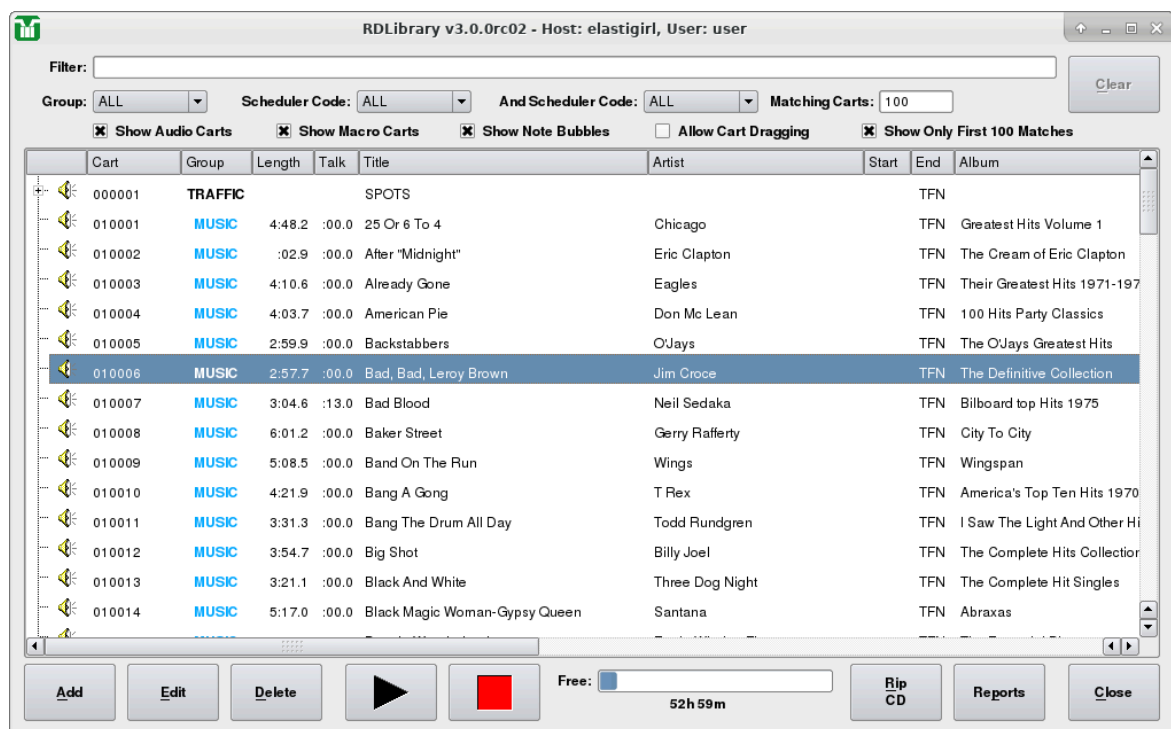 RDLibrary v3.0.0rc02 - Host: elastigirl, User: user
Filter:
Clear
Group: ALL Scheduler Code: ALL And Scheduler Code: ALL Matching Carts: 100
Show Audio Carts Show Macro Carts Show Note Bubbles Allow Cart Dragging Show Only First 100 Matches
Cart Group Length Talk Title Artist Start End Album
000001 TRAFFIC SPOTS TFN
010001 MUSIC 4:48.2 :00.0 25 Or 6 To 4 Chicago TFN Greatest Hits Volume 1
010002 MUSIC :02.9 :00.0 After "Midnight" Eric Clapton TFN The Cream of Eric Clapton
010003 MUSIC 4:10.6 :00.0 Already Gone Eagles TFN Their Greatest Hits 1971-197
010004 MUSIC 4:03.7 :00.0 American Pie Don Mc Lean TFN 100 Hits Party Classics
010005 MUSIC 2:59.9 :00.0 Backstabbers O'Jays TFN The O'Jays Greatest Hits
010006 MUSIC 2:57.7 :00.0 Bad, Bad, Leroy Brown Jim Croce TFN The Definitive Collection
010007 MUSIC 3:04.6 :13.0 Bad Blood Neil Sedaka TFN Bilboard top Hits 1975
010008 MUSIC 6:01.2 :00.0 Baker Street Gerry Rafferty TFN City To City
010009 MUSIC 5:08.5 :00.0 Band On The Run Wings TFN Wingspan
010010 MUSIC 4:21.9 :00.0 Bang A Gong T Rex TFN America's Top Ten Hits 1970
010011 MUSIC 3:31.3 :00.0 Bang The Drum All Day Todd Rundgren TFN I Saw The Light And Other Hi
010012 MUSIC 3:54.7 :00.0 Big Shot Billy Joel TFN The Complete Hits Collection
010013 MUSIC 3:21.1 :00.0 Black And White Three Dog Night TFN The Complete Hit Singles
010014 MUSIC 5:17.0 :00.0 Black Magic Woman-Gypsy Queen Santana TFN Abraxas
Add Edit Delete Free: 52h 59m Rip CD Reports Close